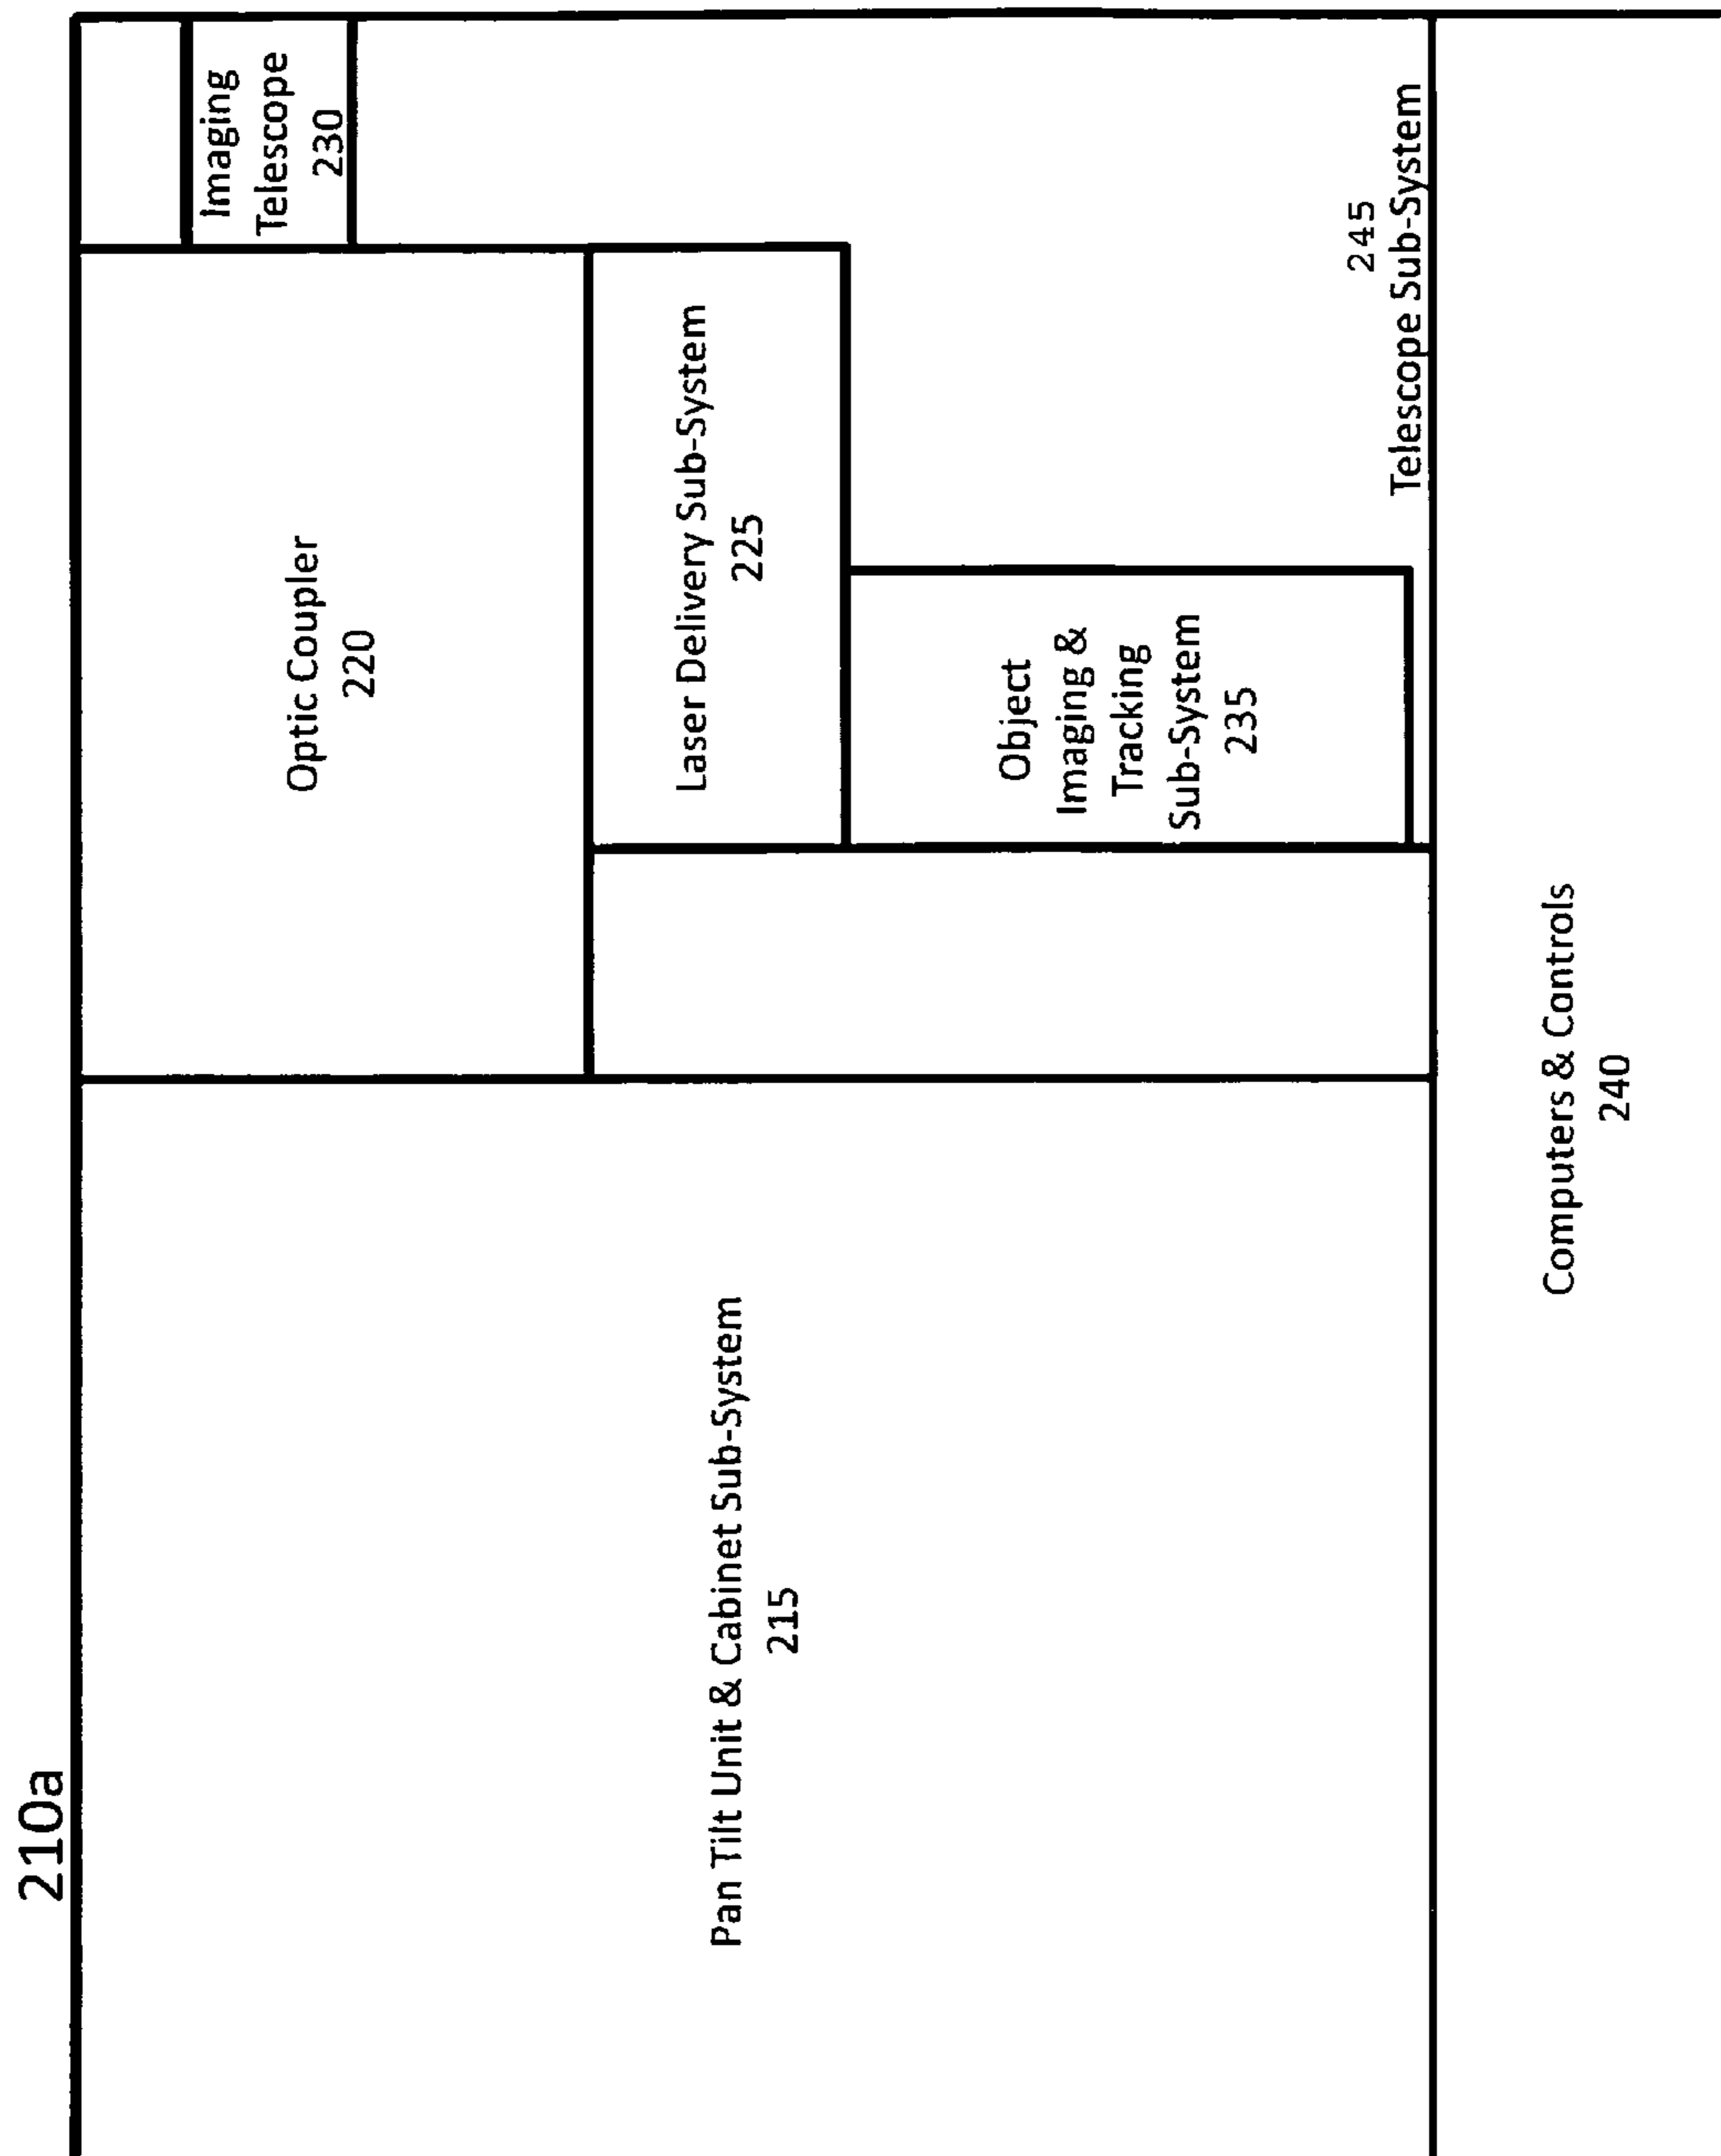 210a
Imaging
Telescope
230
Optic Coupler
220
Laser Delivery Sub-System
225
Object
Imaging &
Tracking
Sub-System
235
245
Telescope Sub-System
Pan Tilt Unit & Cabinet Sub-System
215
Computers & Controls
240